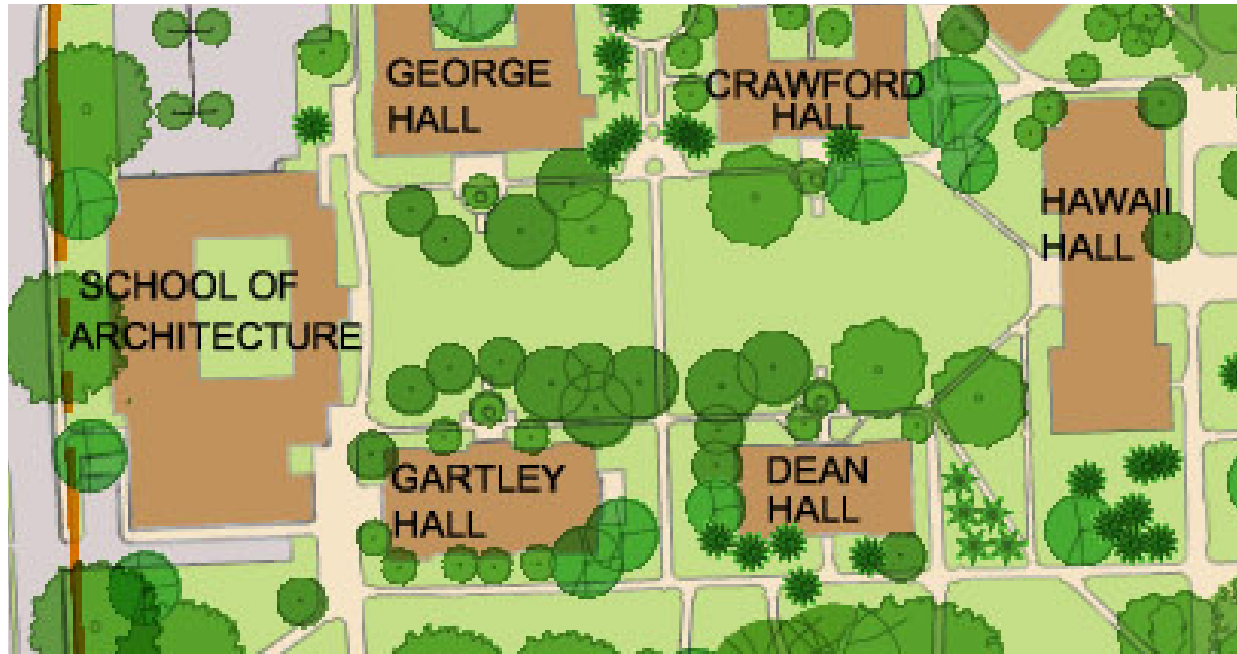 GEORGE
HALL
CRAWFORD
HALL
HAWAII
HALL
SCHOOL OF
ARCHITECTURE
GARTLEY
HALL
DEAN
HALL